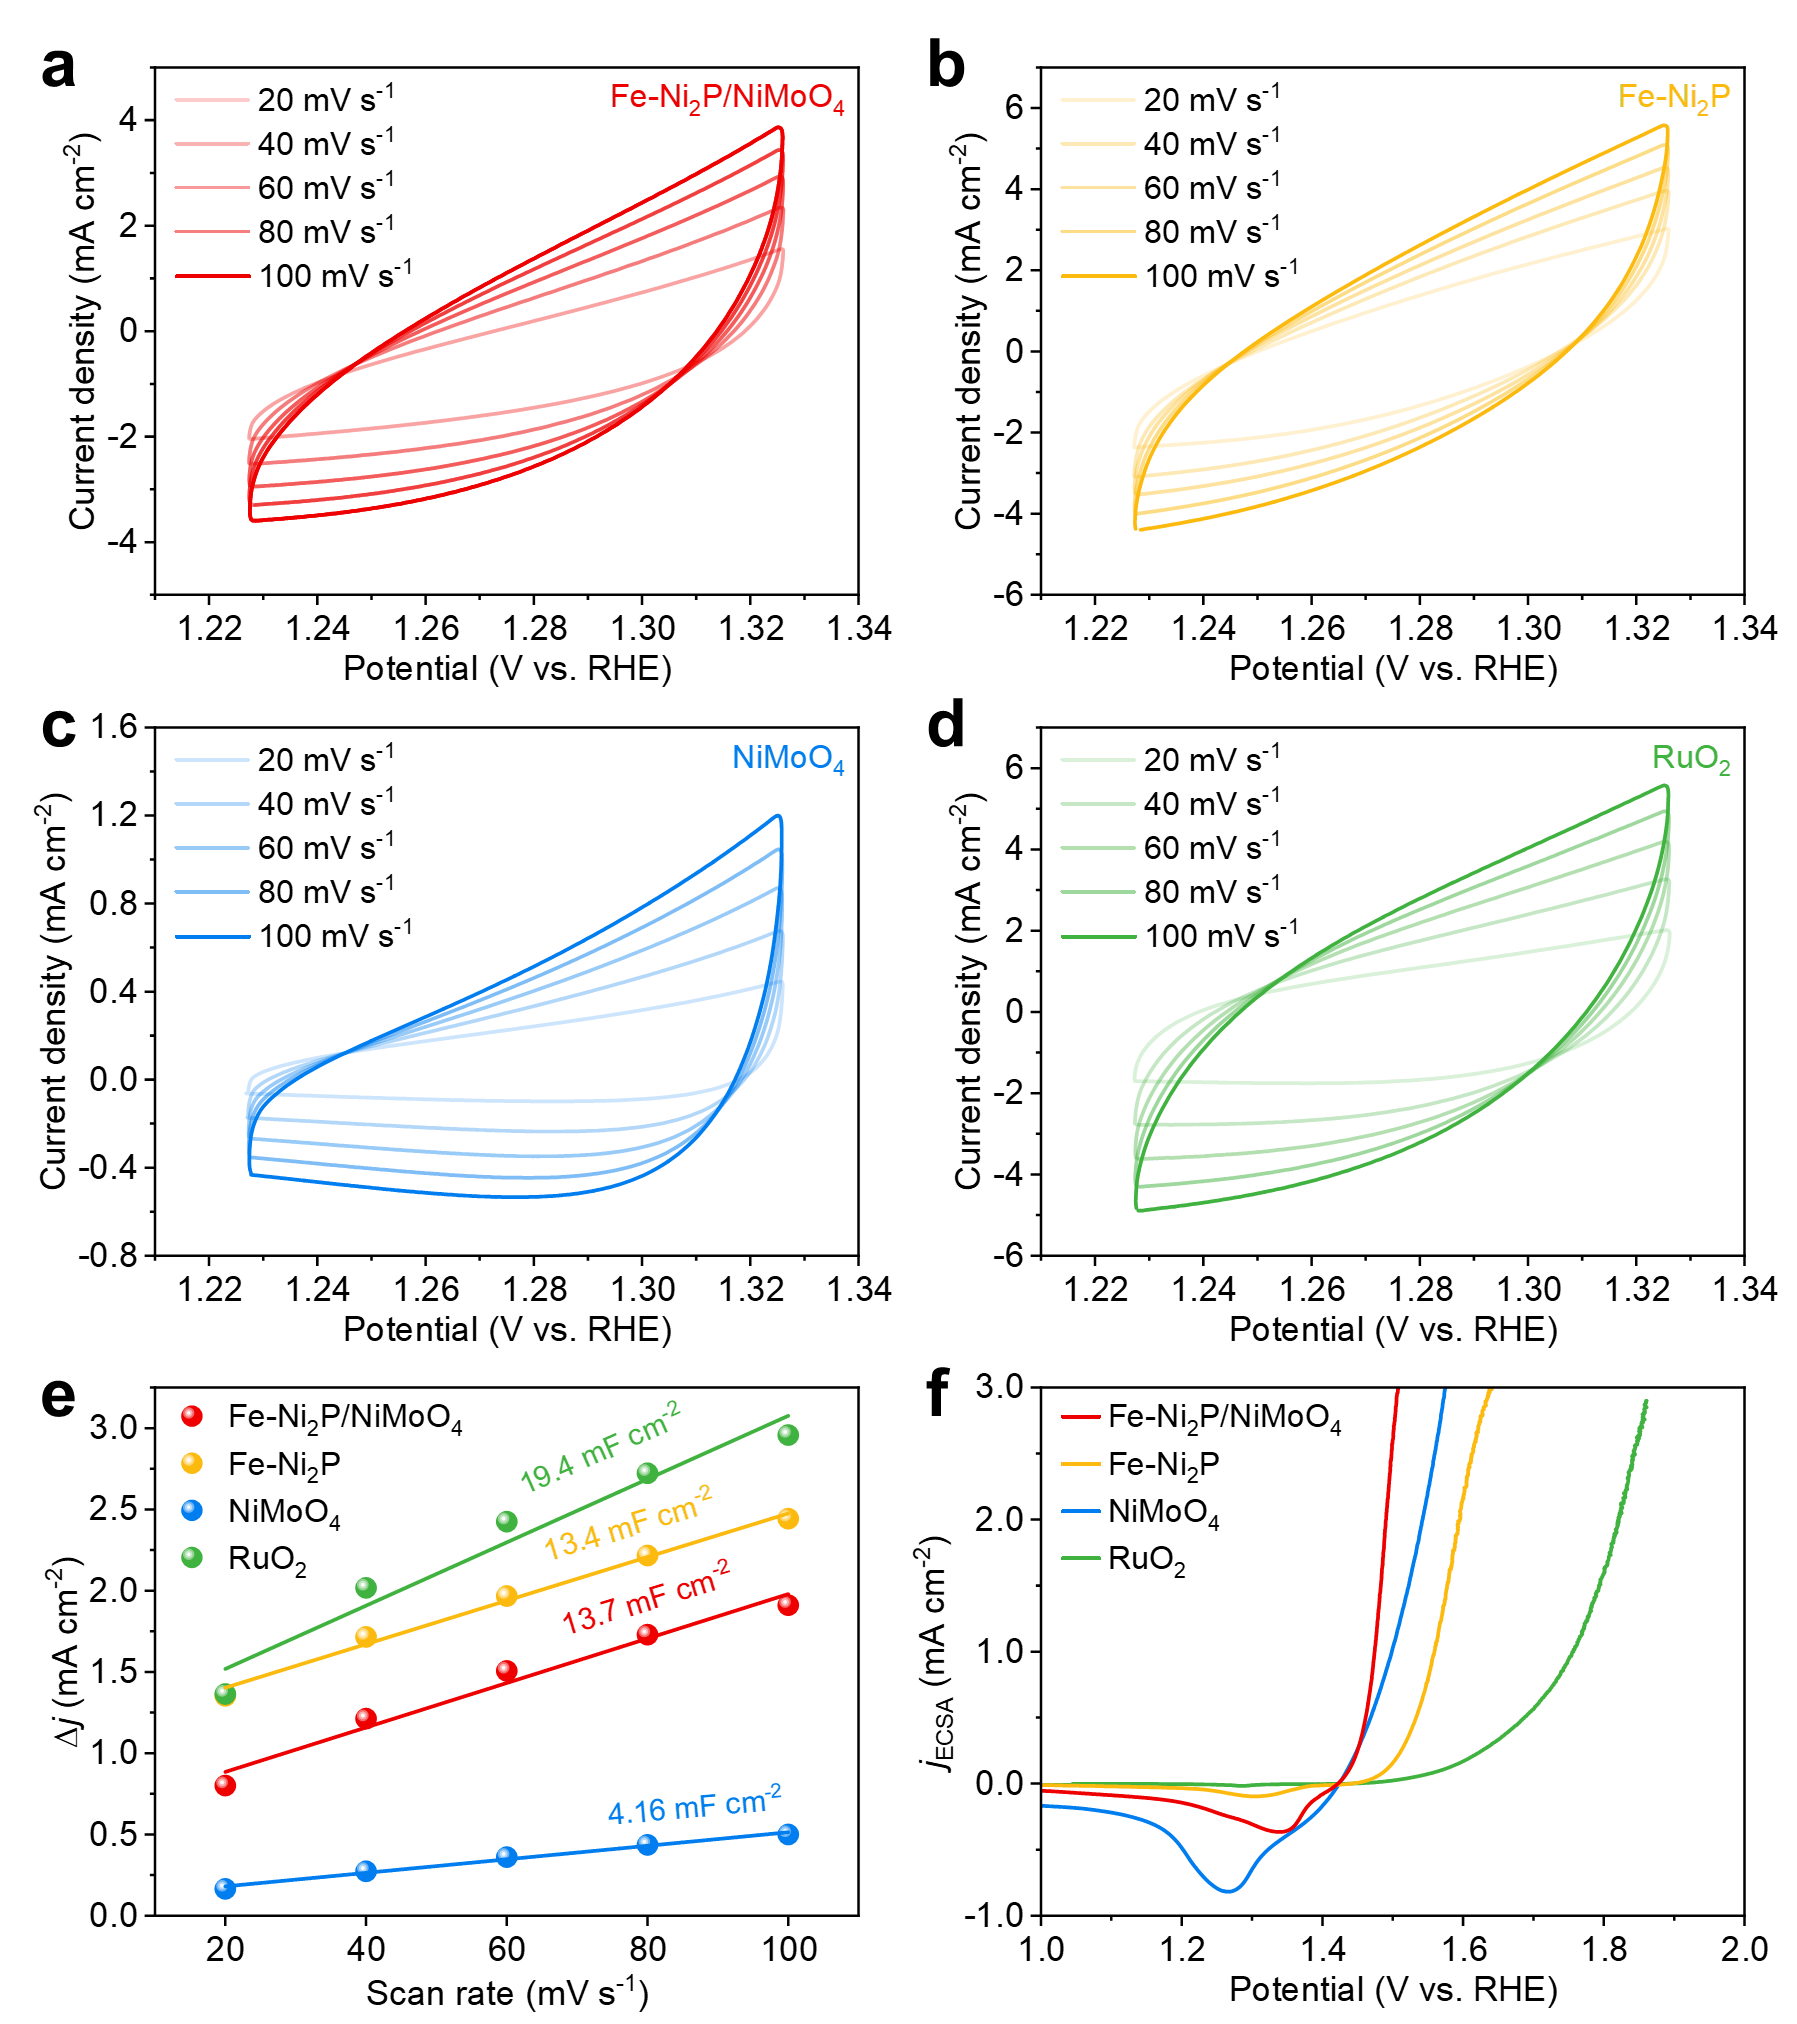 a
Fe-Ni₂P/NiMoO₄
20 mV s⁻¹
40 mV s⁻¹
60 mV s⁻¹
80 mV s⁻¹
100 mV s⁻¹
4
2
0
-2
-4
Current density (mA cm⁻²)
1.22 1.24 1.26 1.28 1.30 1.32 1.34
Potential (V vs. RHE)
b
Fe-Ni₂P
20 mV s⁻¹
40 mV s⁻¹
60 mV s⁻¹
80 mV s⁻¹
100 mV s⁻¹
6
4
2
0
-2
-4
-6
Current density (mA cm⁻²)
1.22 1.24 1.26 1.28 1.30 1.32 1.34
Potential (V vs. RHE)
c
NiMoO₄
20 mV s⁻¹
40 mV s⁻¹
60 mV s⁻¹
80 mV s⁻¹
100 mV s⁻¹
1.6
1.2
0.8
0.4
0.0
-0.4
-0.8
Current density (mA cm⁻²)
1.22 1.24 1.26 1.28 1.30 1.32 1.34
Potential (V vs. RHE)
d
RuO₂
20 mV s⁻¹
40 mV s⁻¹
60 mV s⁻¹
80 mV s⁻¹
100 mV s⁻¹
6
4
2
0
-2
-4
-6
Current density (mA cm⁻²)
1.22 1.24 1.26 1.28 1.30 1.32 1.34
Potential (V vs. RHE)
e
Fe-Ni₂P/NiMoO₄
Fe-Ni₂P
NiMoO₄
RuO₂
19.4 mF cm⁻²
13.4 mF cm⁻²
13.7 mF cm⁻²
4.16 mF cm⁻²
3.0
2.5
2.0
1.5
1.0
0.5
0.0
Δj (mA cm⁻²)
20 40 60 80 100
Scan rate (mV s⁻¹)
f
Fe-Ni₂P/NiMoO₄
Fe-Ni₂P
NiMoO₄
RuO₂
3.0
2.0
1.0
0.0
-1.0
jECSA (mA cm⁻²)
1.0 1.2 1.4 1.6 1.8 2.0
Potential (V vs. RHE)